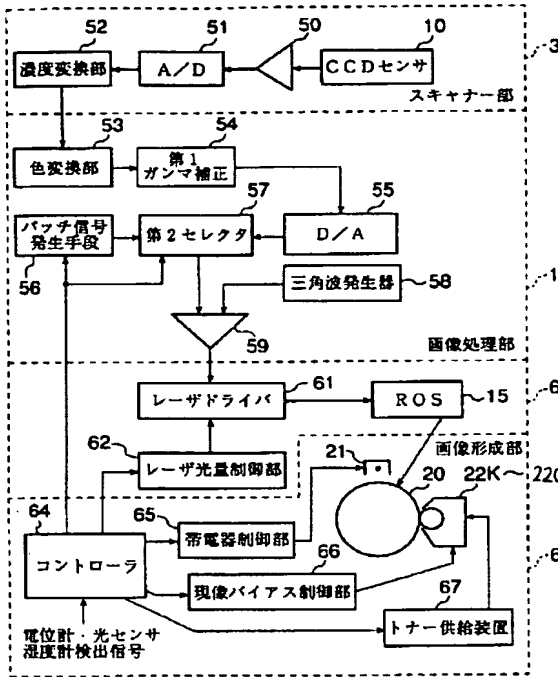 52
51
50
10
濃度変換部
A/D
CCDセンサ
3
スキャナー部
53
54
色変換部
第1
ガンマ補正
57
55
パッチ信号
発生手段
第2セレクタ
D/A
56
三角波発生器
58
1
59
画像処理部
61
レーザドライバ
ROS
15
6
62
画像形成部
レーザ光量制御部
21
20
22K~220
64
65
帯電器制御部
コントローラ
66
6
現像バイアス制御部
67
電位計・光センサ
湿度計検出信号
トナー供給装置